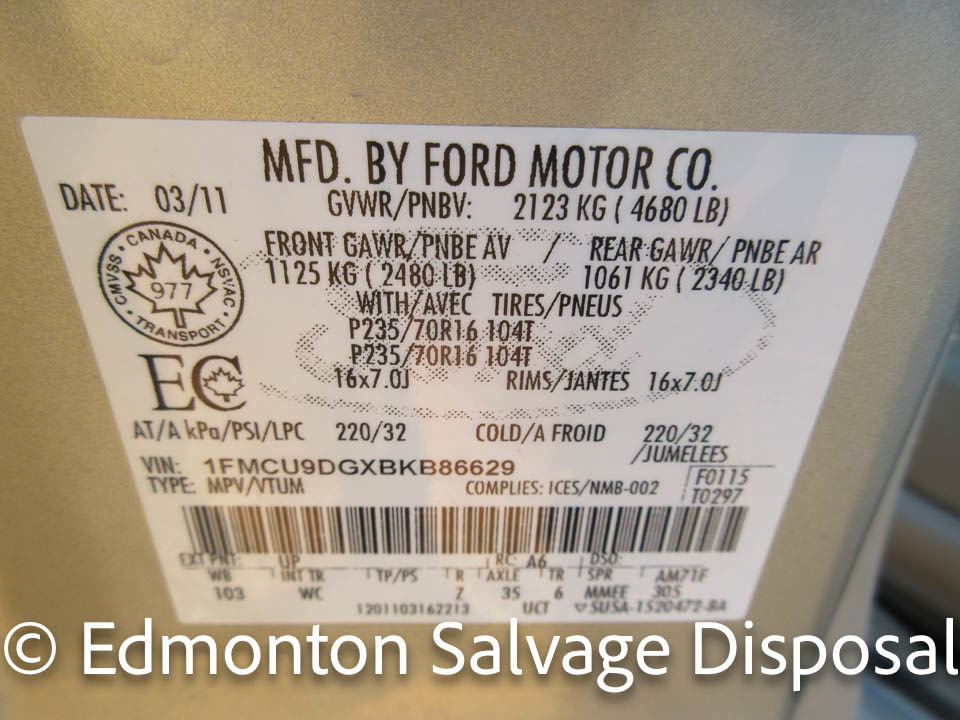 MFD. BY FORD MOTOR CO.
DATE: 03/11 GVWR/PNBV: 2123 KG ( 4680 LB)
FRONT GAWR/PNBE AV / REAR GAWR/ PNBE AR
1125 KG ( 2480 LB) 1061 KG ( 2340 LB)
CANADA
CMVSS 977 NSVAC
TRANSPORT
WITH/AVEC TIRES/PNEUS
P235/70R16 104T
P235/70R16 104T
16x7.0J RIMS/JANTES 16x7.0J
EC
AT/A kPa/PSI/LPC 220/32 COLD/A FROID 220/32
/JUMELEES
VIN: 1FMCU9DGXBKB86629 F0115
TYPE: MPV/VTUM COMPLIES: ICES/NMB-002 T0297
EXT PNT: UP RC: A6 DSO:
WB INT TR TP/PS R AXLE TR SPR AM71F
103 WC Z 35 6 MMEE 30S
1201103162213 UCT ▽SU5A-1520472-BA
© Edmonton Salvage Disposal